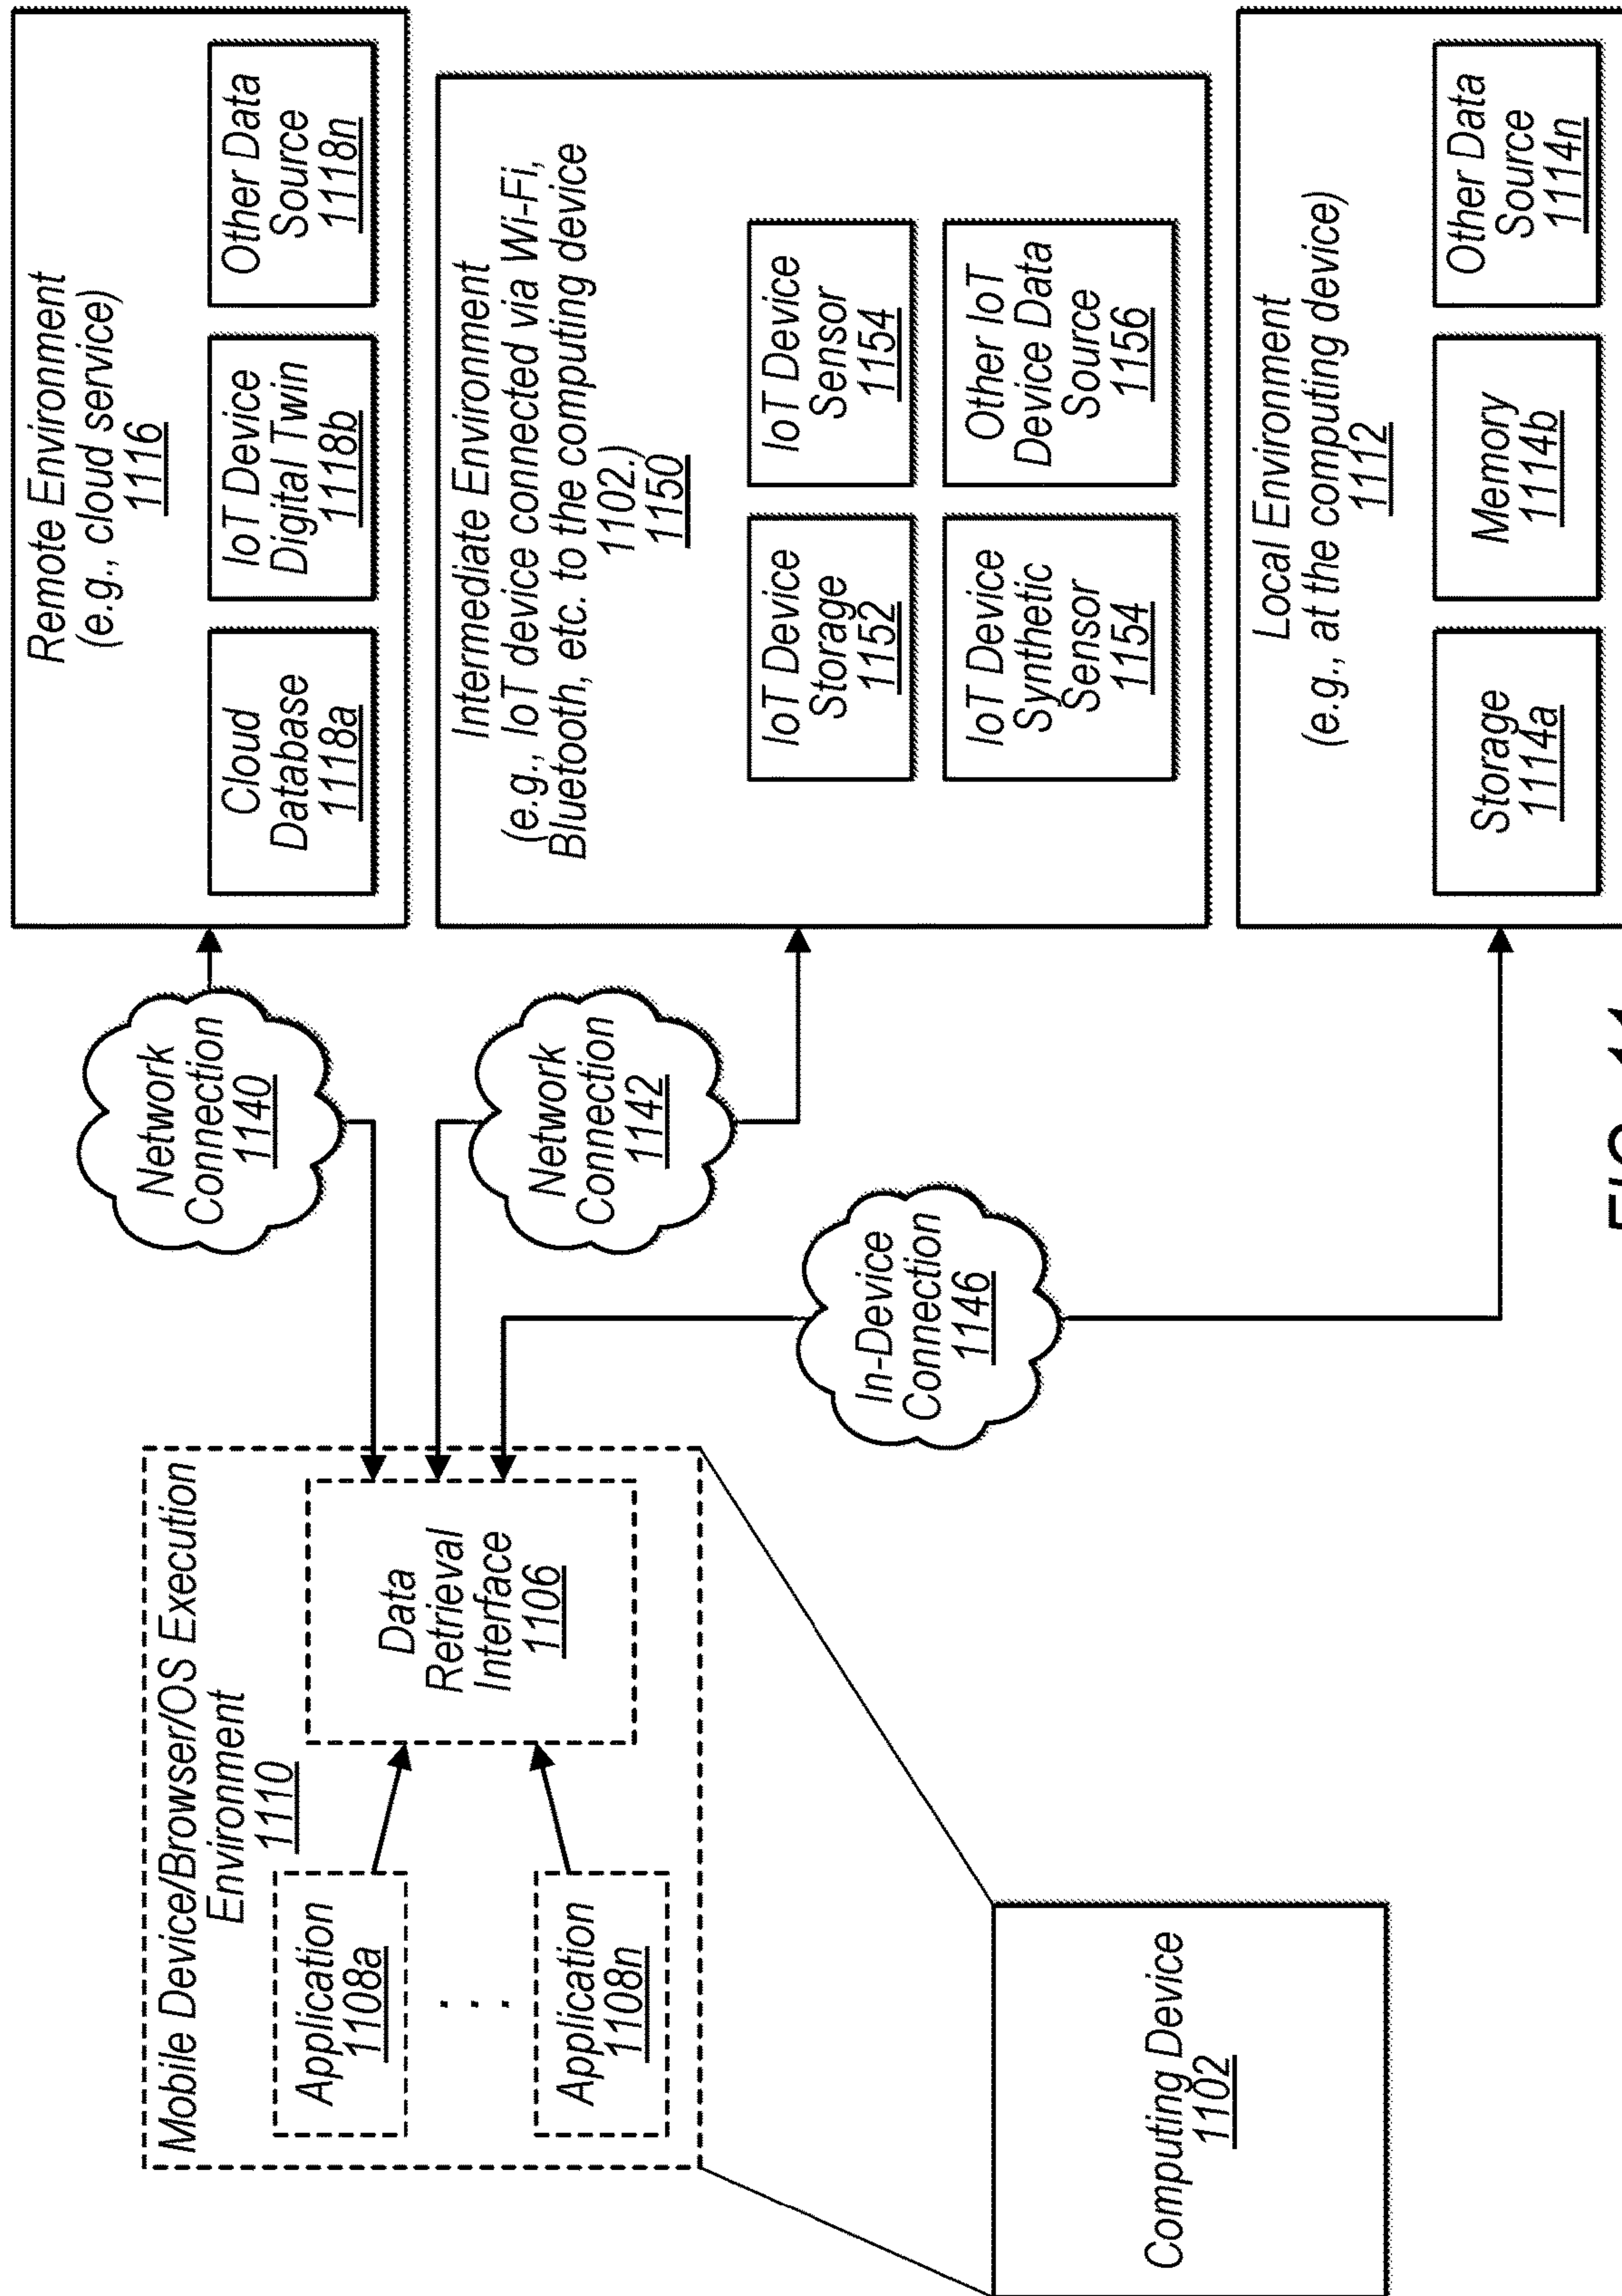 Mobile Device/Browser/OS Execution
Environment
1110
Application
1108a
Application
1108n
Data
Retrieval
Interface
1106
Computing Device
1102
Network
Connection
1140
Network
Connection
1142
In-Device
Connection
1146
Remote Environment
(e.g., cloud service)
1116
Cloud
Database
1118a
IoT Device
Digital Twin
1118b
Other Data
Source
1118n
Intermediate Environment
(e.g., IoT device connected via Wi-Fi,
Bluetooth, etc. to the computing device
1102.)
1150
IoT Device
Storage
1152
IoT Device
Sensor
1154
IoT Device
Synthetic
Sensor
1154
Other IoT
Device Data
Source
1156
Local Environment
(e.g., at the computing device)
1112
Storage
1114a
Memory
1114b
Other Data
Source
1114n